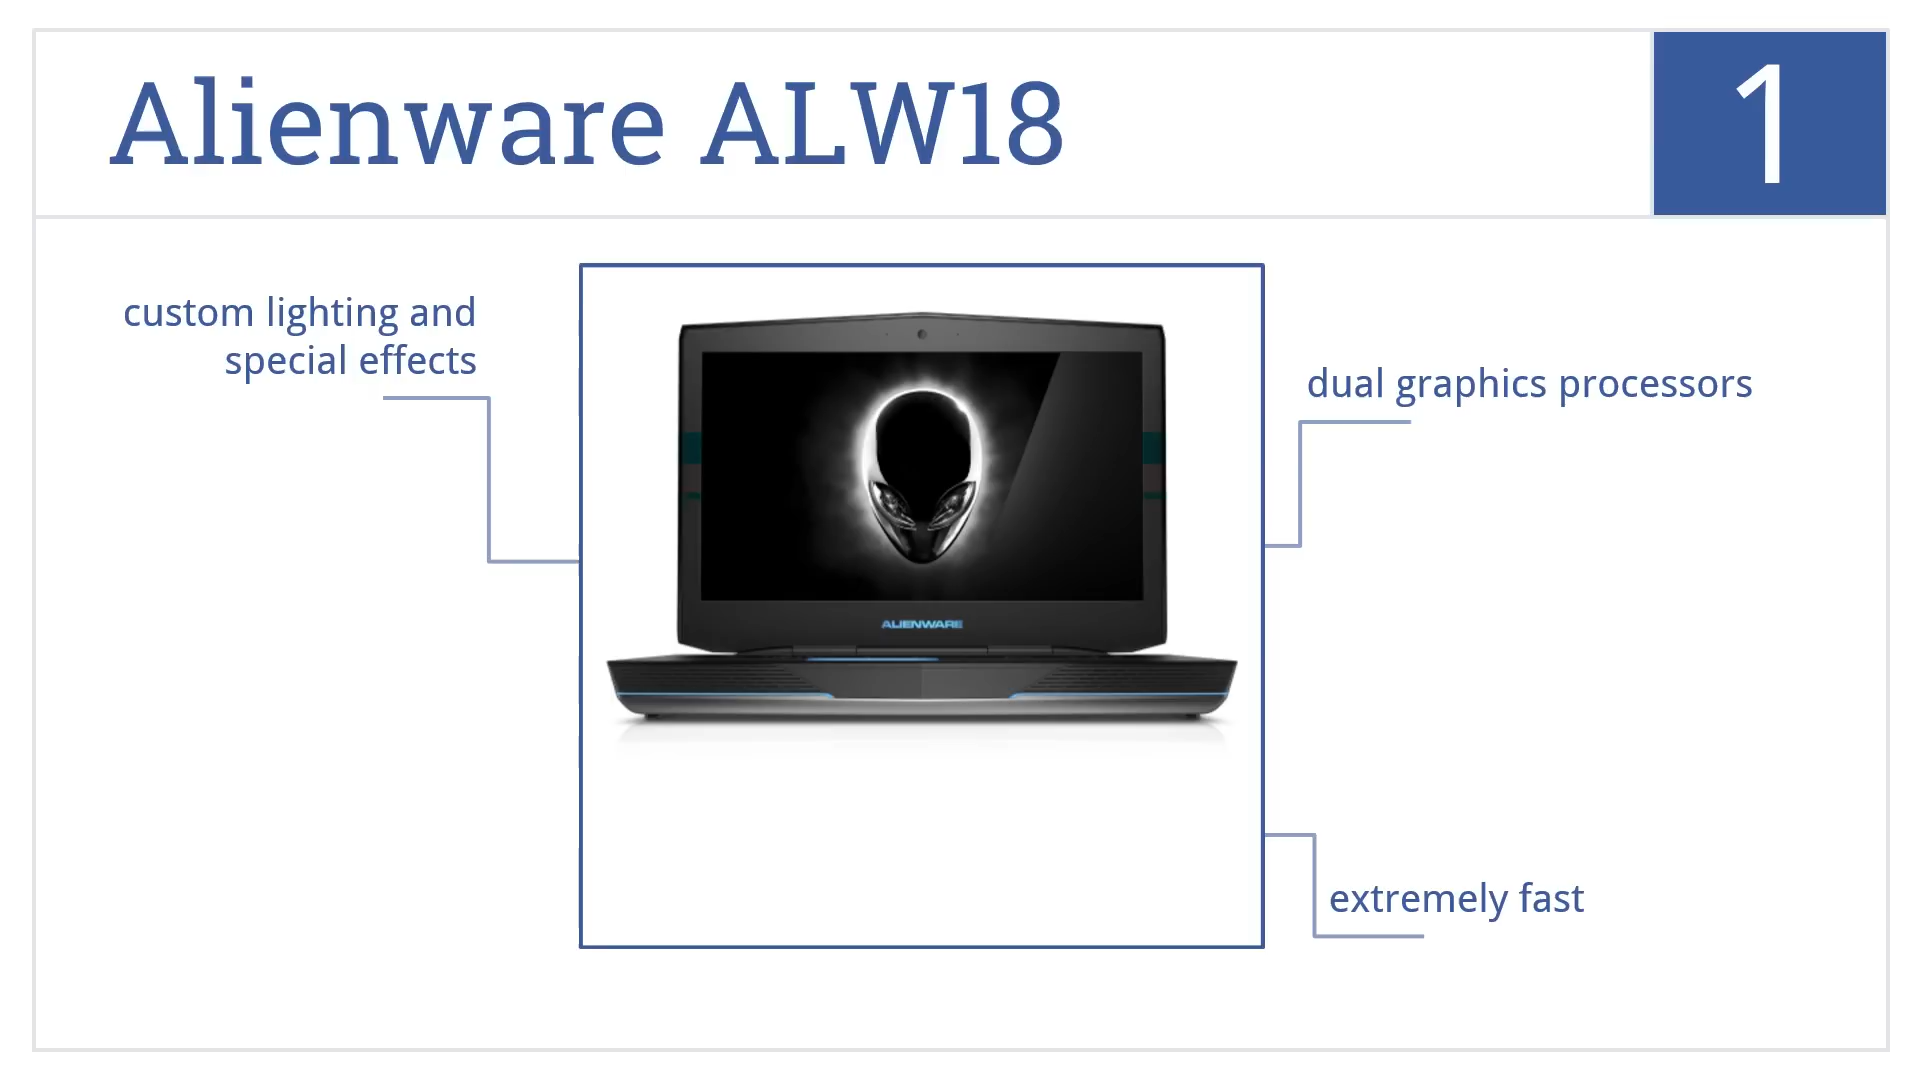 Alienware ALW18
1
custom lighting and
special effects
dual graphics processors
ALIENWARE
extremely fast